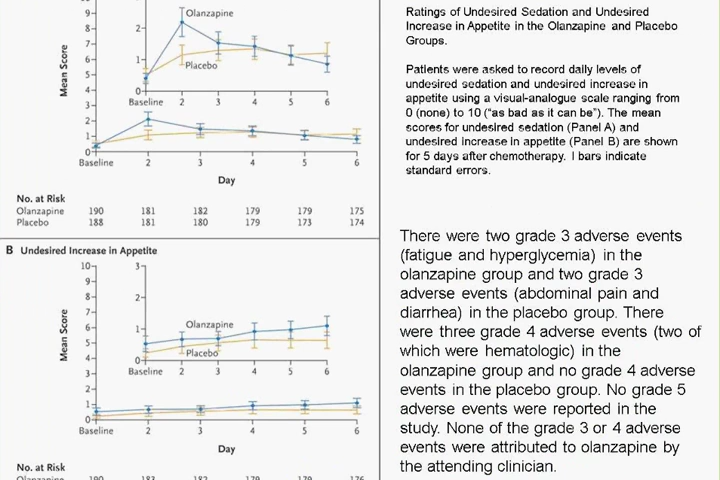 Mean Score
9
8
7
6
5
4
3
2
1
0
Baseline
2
3
4
5
6
Day
2
1
0
Baseline
2
3
4
5
6
Olanzapine
Placebo
No. at Risk
Olanzapine 190 181 182 179 179 175
Placebo 188 181 180 179 173 174
B Undesired Increase in Appetite
Mean Score
10
9
8
7
6
5
4
3
2
1
0
Baseline
2
3
4
5
6
Day
3
2
1
0
Baseline
2
3
4
5
6
Olanzapine
Placebo
No. at Risk
Olanzapine 190 183 182 179 179 176
Ratings of Undesired Sedation and Undesired
Increase in Appetite in the Olanzapine and Placebo
Groups.
Patients were asked to record daily levels of
undesired sedation and undesired increase in
appetite using a visual-analogue scale ranging from
0 (none) to 10 ("as bad as it can be"). The mean
scores for undesired sedation (Panel A) and
undesired increase in appetite (Panel B) are shown
for 5 days after chemotherapy. I bars indicate
standard errors.
There were two grade 3 adverse events
(fatigue and hyperglycemia) in the
olanzapine group and two grade 3
adverse events (abdominal pain and
diarrhea) in the placebo group. There
were three grade 4 adverse events (two of
which were hematologic) in the
olanzapine group and no grade 4 adverse
events in the placebo group. No grade 5
adverse events were reported in the
study. None of the grade 3 or 4 adverse
events were attributed to olanzapine by
the attending clinician.